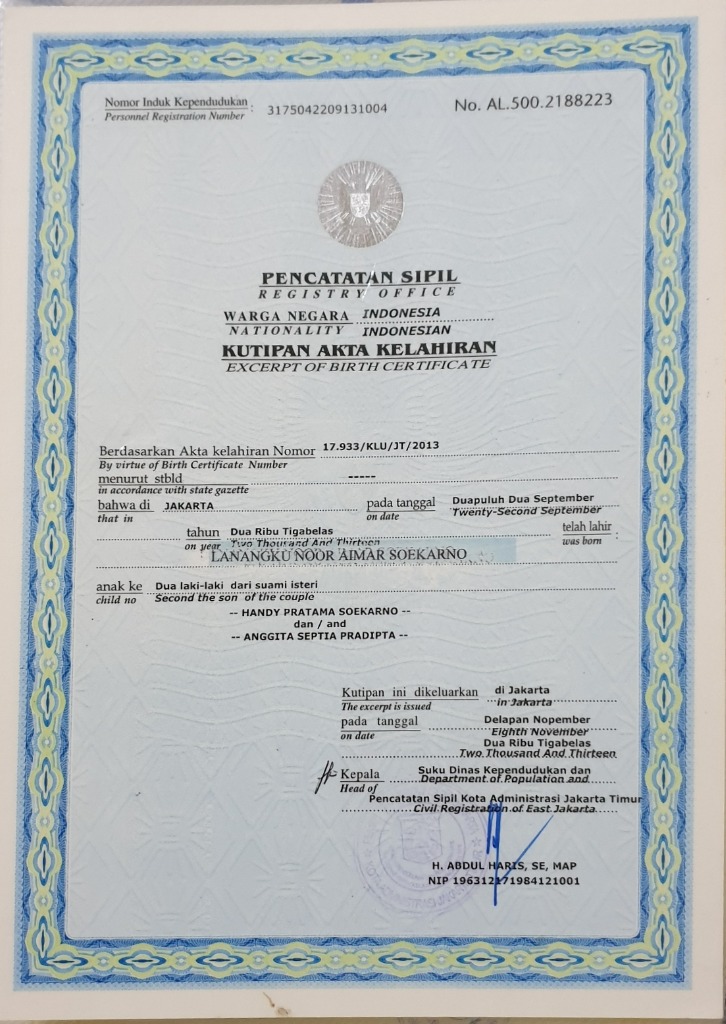 Nomor Induk Kependudukan : 3175042209131004 No. AL.500.2188223
Personnel Registration Number
PENCATATAN SIPIL
REGISTRY OFFICE
WARGA NEGARA INDONESIA
NATIONALITY INDONESIAN
KUTIPAN AKTA KELAHIRAN
EXCERPT OF BIRTH CERTIFICATE
Berdasarkan Akta kelahiran Nomor 17.933/KLU/JT/2013
By virtue of Birth Certificate Number
menurut stbld -----
in accordance with state gazette
bahwa di JAKARTA pada tanggal Duapuluh Dua September
that in on date Twenty-Second September
tahun Dua Ribu Tigabelas telah lahir :
on year Two Thousand And Thirteen was born
LANANGKU NOOR AIMAR SOEKARNO
anak ke Dua laki-laki dari suami isteri
child no Second the son of the couple
-- HANDY PRATAMA SOEKARNO --
dan / and
-- ANGGITA SEPTIA PRADIPTA --
Kutipan ini dikeluarkan di Jakarta
The excerpt is issued in Jakarta
pada tanggal Delapan Nopember
on date Eighth November
Dua Ribu Tigabelas
Two Thousand And Thirteen
Kepala Suku Dinas Kependudukan dan
Head of Department of Population and
Pencatatan Sipil Kota Administrasi Jakarta Timur
Civil Registration of East Jakarta
H. ABDUL HARIS, SE, MAP
NIP 196312171984121001